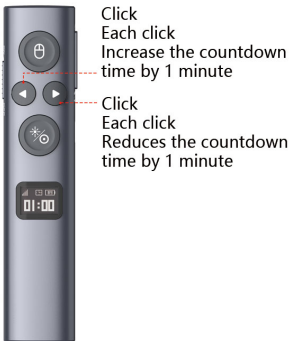 Click
Each click
Increase the countdown
time by 1 minute
Click
Each click
Reduces the countdown
time by 1 minute
01:00